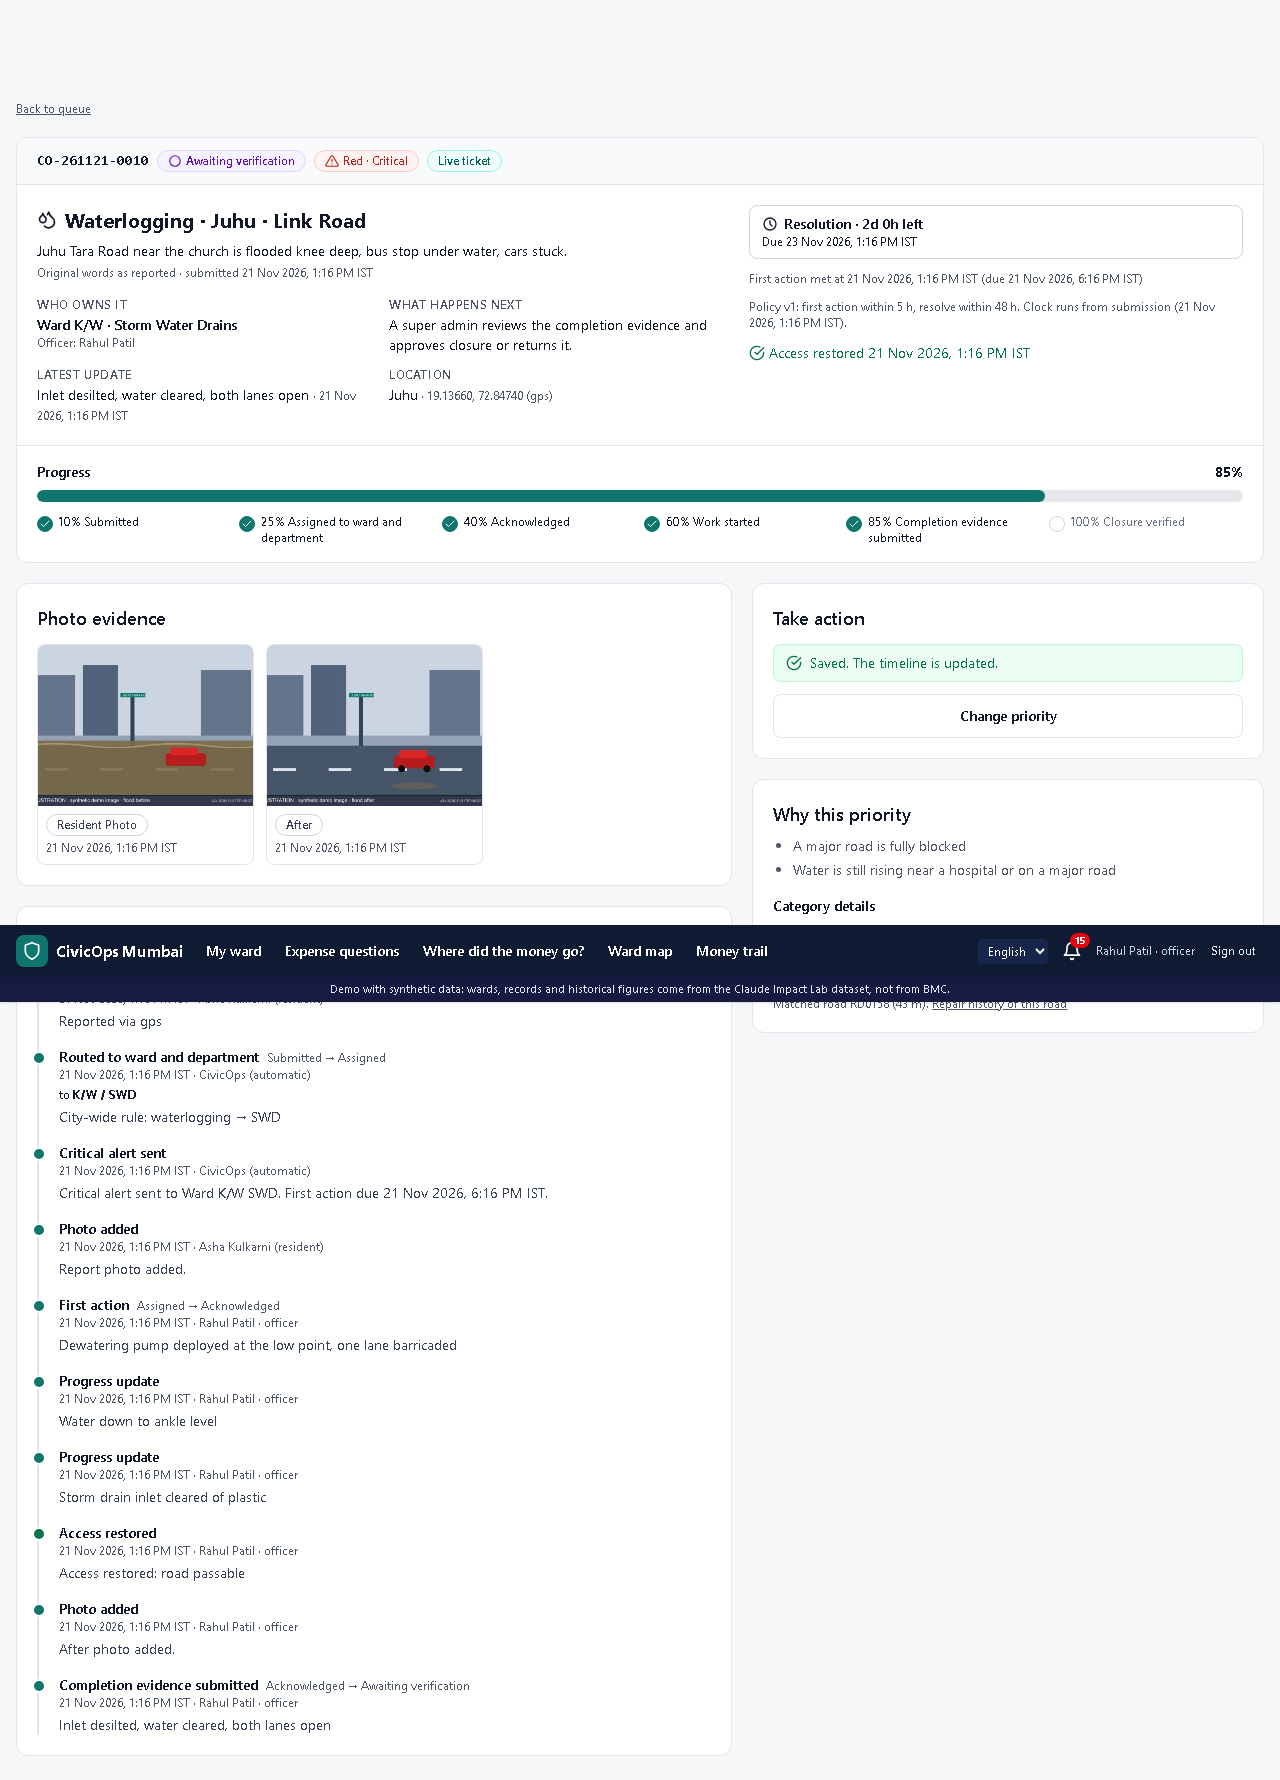 Back to queue
CO-261121-0010 Awaiting verification Red · Critical Live ticket
Waterlogging · Juhu · Link Road
Juhu Tara Road near the church is flooded knee deep, bus stop under water, cars stuck.
Original words as reported · submitted 21 Nov 2026, 1:16 PM IST
WHO OWNS IT
Ward K/W · Storm Water Drains
Officer: Rahul Patil
WHAT HAPPENS NEXT
A super admin reviews the completion evidence and
approves closure or returns it.
LATEST UPDATE
Inlet desilted, water cleared, both lanes open · 21 Nov
2026, 1:16 PM IST
LOCATION
Juhu · 19.13660, 72.84740 (gps)
Resolution · 2d 0h left
Due 23 Nov 2026, 1:16 PM IST
First action met at 21 Nov 2026, 1:16 PM IST (due 21 Nov 2026, 6:16 PM IST)
Policy v1: first action within 5 h, resolve within 48 h. Clock runs from submission (21 Nov
2026, 1:16 PM IST).
Access restored 21 Nov 2026, 1:16 PM IST
Progress 85%
10% Submitted
25% Assigned to ward and
department
40% Acknowledged
60% Work started
85% Completion evidence
submitted
100% Closure verified
Photo evidence
USTRATION · synthetic demo image · flood before
Resident Photo
21 Nov 2026, 1:16 PM IST
USTRATION · synthetic demo image · flood after
After
21 Nov 2026, 1:16 PM IST
Take action
Saved. The timeline is updated.
Change priority
Why this priority
A major road is fully blocked
Water is still rising near a hospital or on a major road
Category details
CivicOps Mumbai My ward Expense questions Where did the money go? Ward map Money trail English 15 Rahul Patil · officer Sign out
Demo with synthetic data: wards, records and historical figures come from the Claude Impact Lab dataset, not from BMC.
Matched road RD0158 (43 m). Repair history of this road
Reported via gps
Routed to ward and department Submitted → Assigned
21 Nov 2026, 1:16 PM IST · CivicOps (automatic)
to K/W / SWD
City-wide rule: waterlogging → SWD
Critical alert sent
21 Nov 2026, 1:16 PM IST · CivicOps (automatic)
Critical alert sent to Ward K/W SWD. First action due 21 Nov 2026, 6:16 PM IST.
Photo added
21 Nov 2026, 1:16 PM IST · Asha Kulkarni (resident)
Report photo added.
First action Assigned → Acknowledged
21 Nov 2026, 1:16 PM IST · Rahul Patil · officer
Dewatering pump deployed at the low point, one lane barricaded
Progress update
21 Nov 2026, 1:16 PM IST · Rahul Patil · officer
Water down to ankle level
Progress update
21 Nov 2026, 1:16 PM IST · Rahul Patil · officer
Storm drain inlet cleared of plastic
Access restored
21 Nov 2026, 1:16 PM IST · Rahul Patil · officer
Access restored: road passable
Photo added
21 Nov 2026, 1:16 PM IST · Rahul Patil · officer
After photo added.
Completion evidence submitted Acknowledged → Awaiting verification
21 Nov 2026, 1:16 PM IST · Rahul Patil · officer
Inlet desilted, water cleared, both lanes open